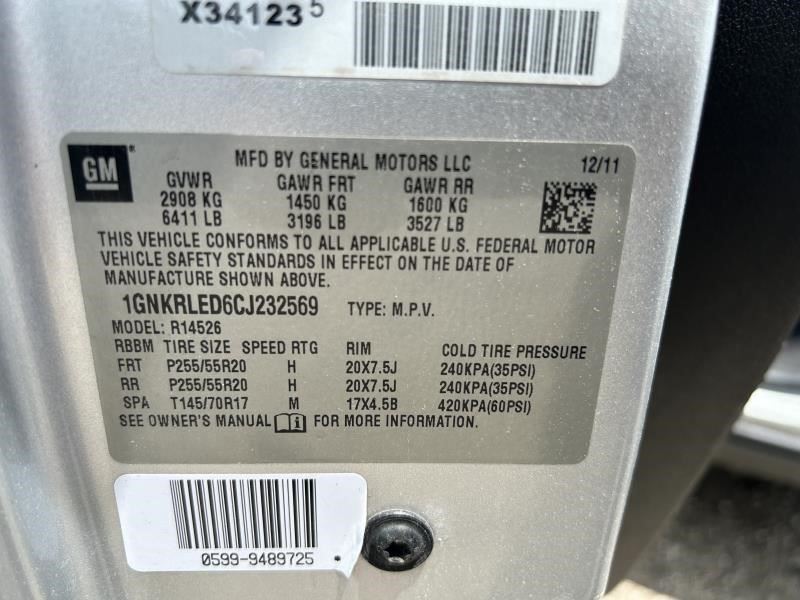 X34123 5
GM ®
MFD BY GENERAL MOTORS LLC 12/11
GVWR GAWR FRT GAWR RR
2908 KG 1450 KG 1600 KG
6411 LB 3196 LB 3527 LB
THIS VEHICLE CONFORMS TO ALL APPLICABLE U.S. FEDERAL MOTOR
VEHICLE SAFETY STANDARDS IN EFFECT ON THE DATE OF
MANUFACTURE SHOWN ABOVE.
1GNKRLED6CJ232569 TYPE: M.P.V.
MODEL: R14526
RBBM TIRE SIZE SPEED RTG RIM COLD TIRE PRESSURE
FRT P255/55R20 H 20X7.5J 240KPA(35PSI)
RR P255/55R20 H 20X7.5J 240KPA(35PSI)
SPA T145/70R17 M 17X4.5B 420KPA(60PSI)
SEE OWNER'S MANUAL FOR MORE INFORMATION.
0599-9489725 *